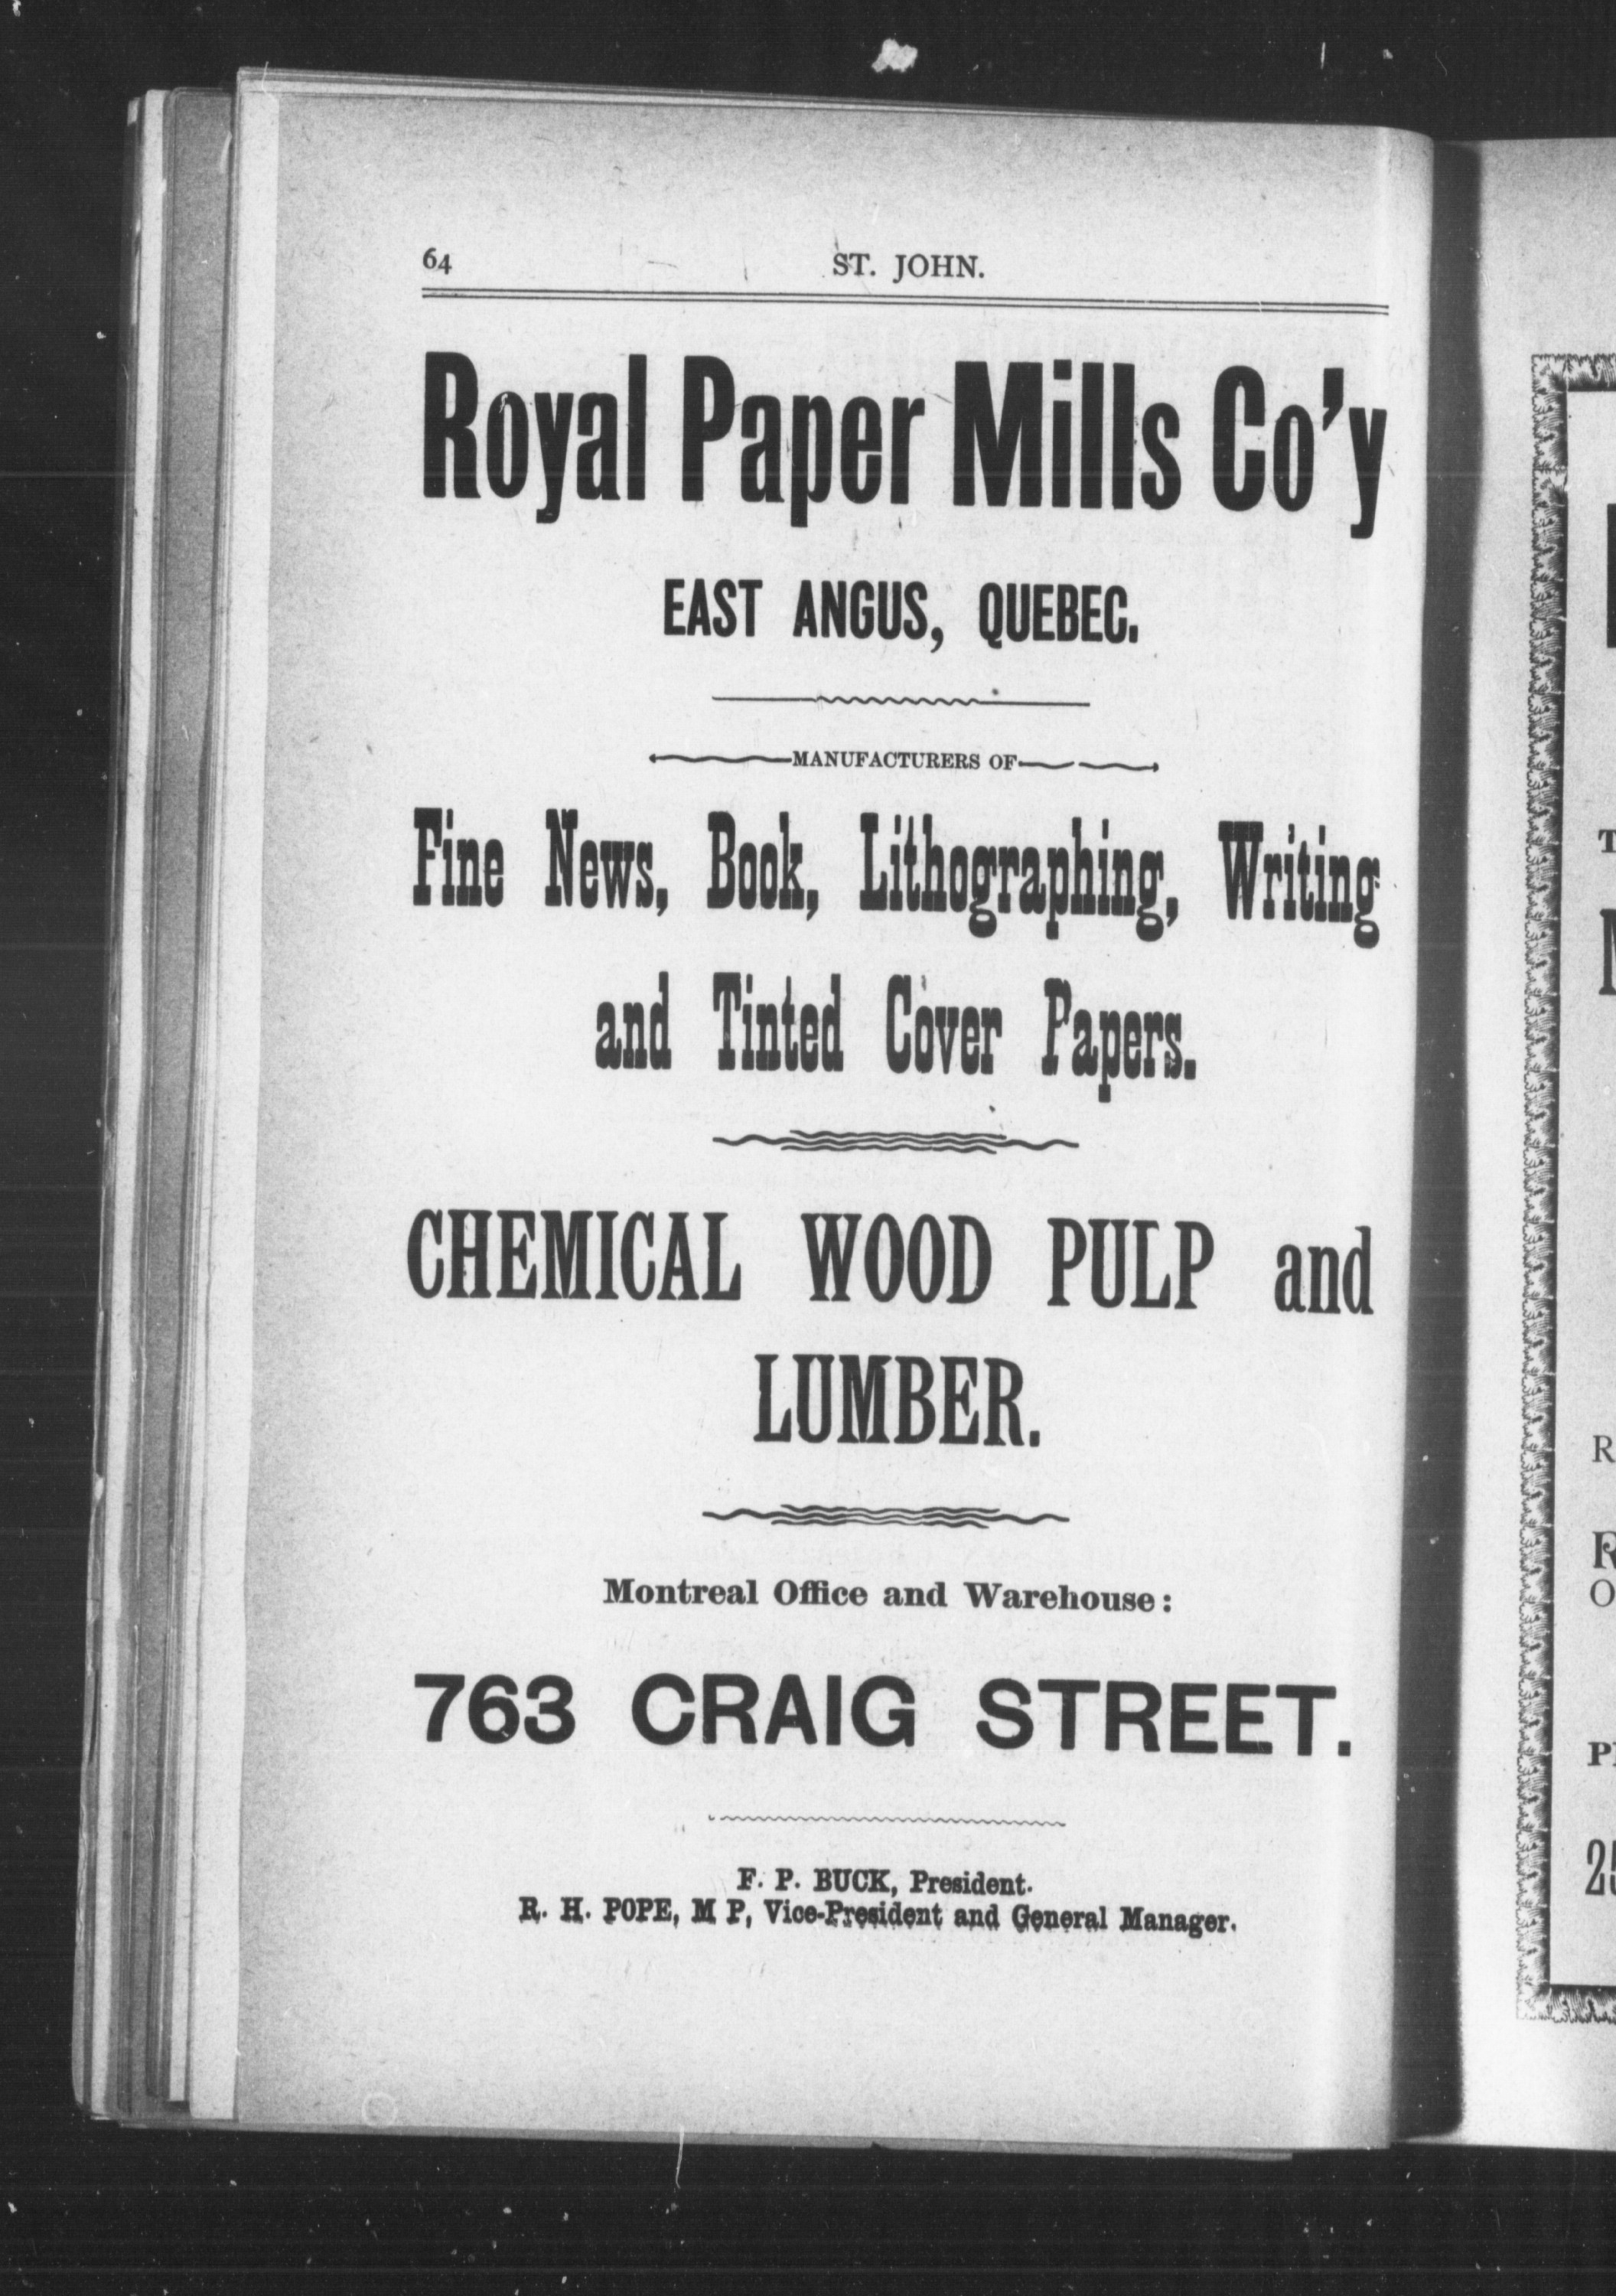 64 ST. JOHN.
Royal Paper Mills Co'y
EAST ANGUS, QUEBEC.
MANUFACTURERS OF
Fine News, Book, Lithographing, Writing
and Tinted Cover Papers.
CHEMICAL WOOD PULP and
LUMBER.
Montreal Office and Warehouse:
763 CRAIG STREET.
F. P. BUCK, President.
R. H. POPE, M P, Vice-President and General Manager.